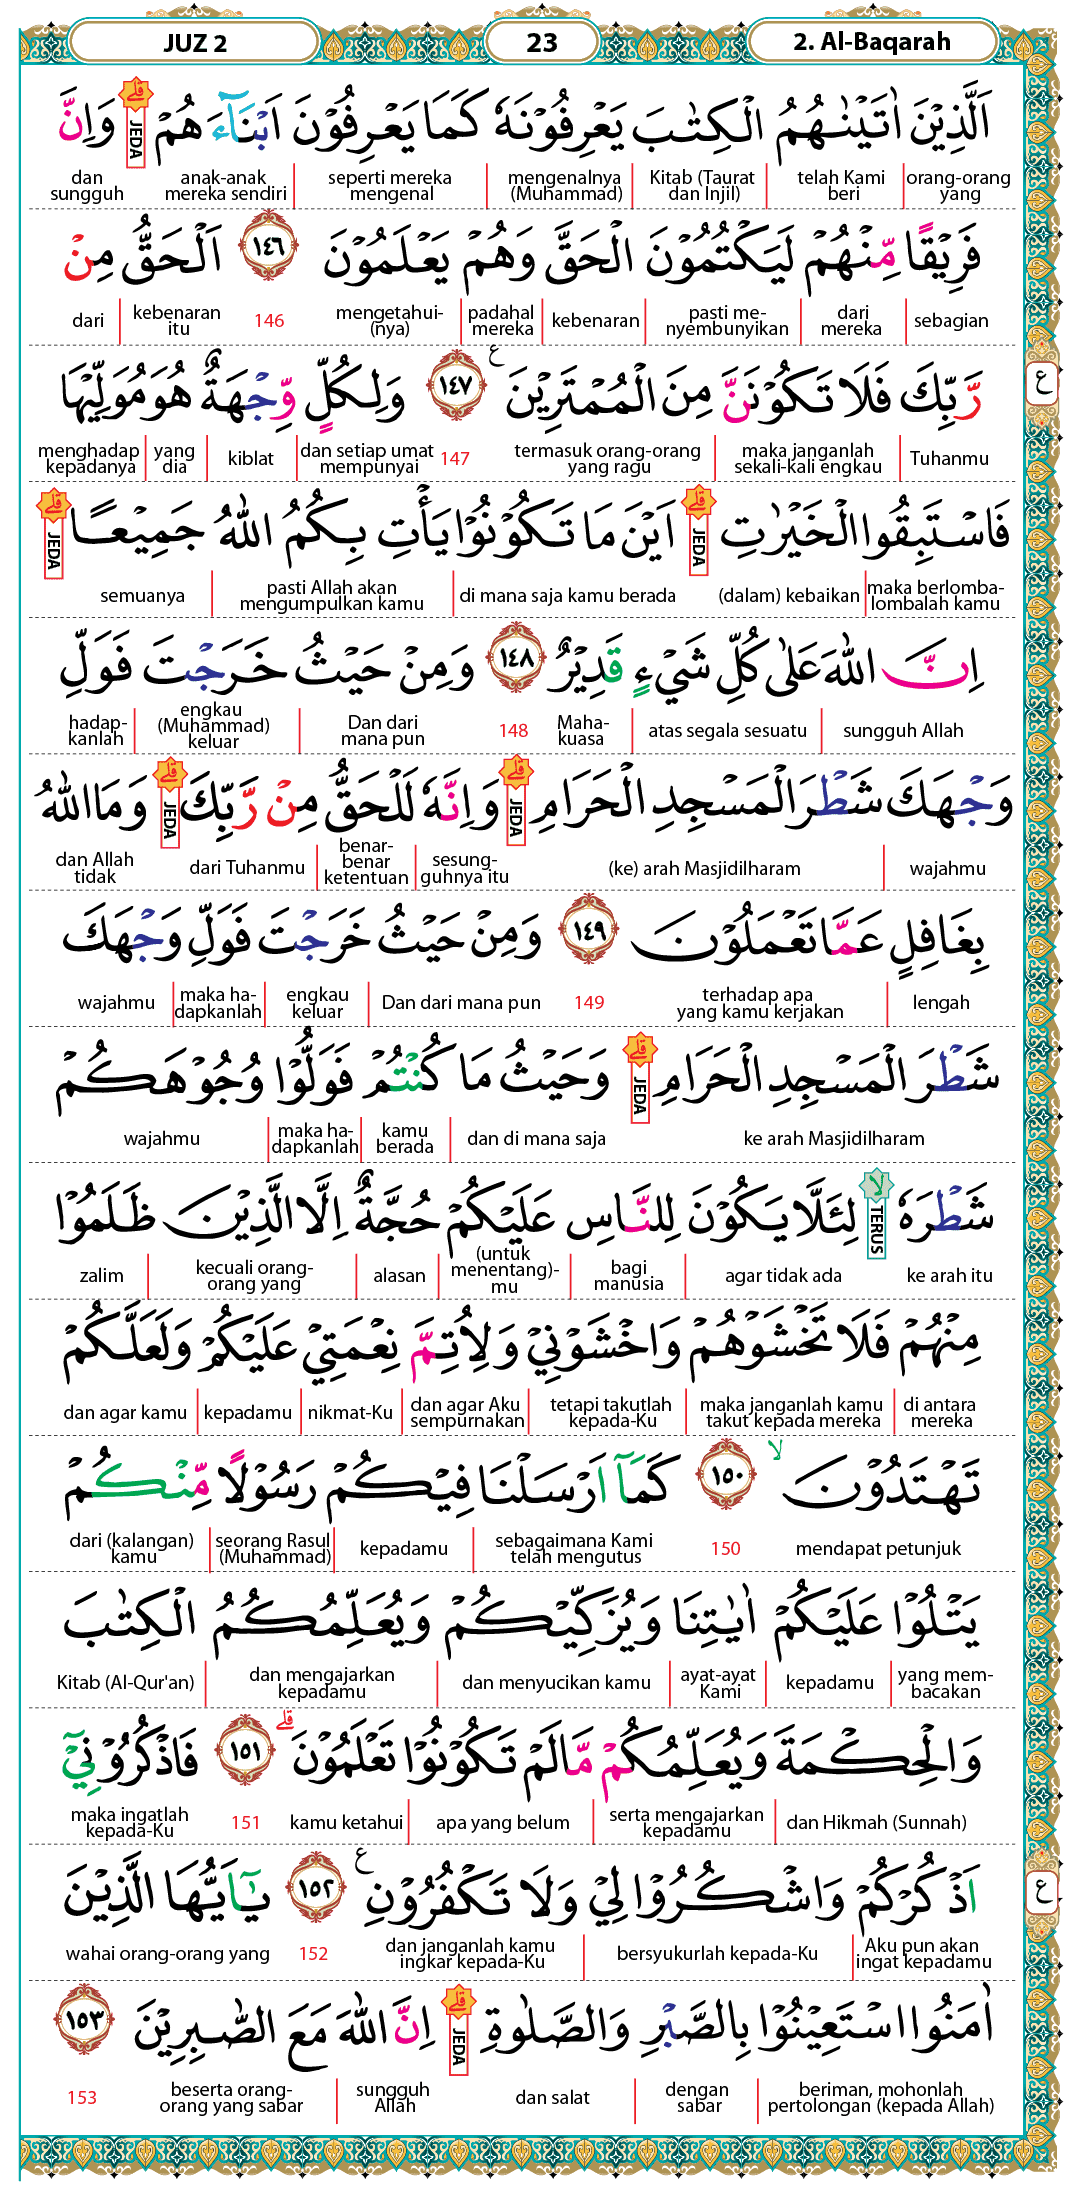 JUZ 2
23
2. Al-Baqarah
اَلَّذِيْنَ اٰتَيْنٰهُمُ الْكِتٰبَ يَعْرِفُوْنَهٗ كَمَا يَعْرِفُوْنَ اَبْنَاۤءَهُمْ ۗ وَاِنَّ
JEDA
orang-orang yang | telah Kami beri | Kitab (Taurat dan Injil) | mengenalnya (Muhammad) | seperti mereka mengenal | anak-anak mereka sendiri | dan sungguh
فَرِيْقًا مِّنْهُمْ لَيَكْتُمُوْنَ الْحَقَّ وَهُمْ يَعْلَمُوْنَ ١٤٦ اَلْحَقُّ مِنْ
sebagian | dari mereka | pasti me-nyembunyikan | kebenaran | padahal mereka | mengetahui-(nya) 146 kebenaran itu | dari
رَّبِّكَ فَلَا تَكُوْنَنَّ مِنَ الْمُمْتَرِيْنَ ࣖ ١٤٧ وَلِكُلٍّ وِّجْهَةٌ هُوَ مُوَلِّيْهَا
ع
Tuhanmu | maka janganlah sekali-kali engkau | termasuk orang-orang yang ragu 147 dan setiap umat mempunyai | kiblat | yang dia | menghadap kepadanya
فَاسْتَبِقُوا الْخَيْرٰتِ ۗ اَيْنَ مَا تَكُوْنُوْا يَأْتِ بِكُمُ اللّٰهُ جَمِيْعًا ۗ
JEDA JEDA
maka berlomba-lombalah kamu | (dalam) kebaikan di mana saja kamu berada | pasti Allah akan mengumpulkan kamu | semuanya
اِنَّ اللّٰهَ عَلٰى كُلِّ شَيْءٍ قَدِيْرٌ ١٤٨ وَمِنْ حَيْثُ خَرَجْتَ فَوَلِّ
sungguh Allah | atas segala sesuatu | Maha-kuasa 148 Dan dari mana pun | engkau (Muhammad) keluar | hadap-kanlah
وَجْهَكَ شَطْرَ الْمَسْجِدِ الْحَرَامِ ۗ وَاِنَّهٗ لَلْحَقُّ مِنْ رَّبِّكَ ۗ وَمَا اللّٰهُ
JEDA JEDA
wajahmu | (ke) arah Masjidilharam sesung-guhnya itu | benar-benar ketentuan | dari Tuhanmu dan Allah tidak
بِغَافِلٍ عَمَّا تَعْمَلُوْنَ ١٤٩ وَمِنْ حَيْثُ خَرَجْتَ فَوَلِّ وَجْهَكَ
lengah | terhadap apa yang kamu kerjakan 149 Dan dari mana pun | engkau keluar | maka ha-dapkanlah | wajahmu
شَطْرَ الْمَسْجِدِ الْحَرَامِ ۗ وَحَيْثُ مَا كُنْتُمْ فَوَلُّوْا وُجُوْهَكُمْ
JEDA
ke arah Masjidilharam dan di mana saja | kamu berada | maka ha-dapkanlah | wajahmu
شَطْرَهٗ ۙ لِئَلَّا يَكُوْنَ لِلنَّاسِ عَلَيْكُمْ حُجَّةٌ اِلَّا الَّذِيْنَ ظَلَمُوْا
TERUS
ke arah itu agar tidak ada | bagi manusia | (untuk menentang)-mu | alasan | kecuali orang-orang yang | zalim
مِنْهُمْ فَلَا تَخْشَوْهُمْ وَاخْشَوْنِيْ وَلِاُتِمَّ نِعْمَتِيْ عَلَيْكُمْ وَلَعَلَّكُمْ
di antara mereka | maka janganlah kamu takut kepada mereka | tetapi takutlah kepada-Ku | dan agar Aku sempurnakan | nikmat-Ku | kepadamu | dan agar kamu
تَهْتَدُوْنَ ۙ ١٥٠ كَمَآ اَرْسَلْنَا فِيْكُمْ رَسُوْلًا مِّنْكُمْ
mendapat petunjuk 150 sebagaimana Kami telah mengutus | kepadamu | seorang Rasul (Muhammad) | dari (kalangan) kamu
يَتْلُوْا عَلَيْكُمْ اٰيٰتِنَا وَيُزَكِّيْكُمْ وَيُعَلِّمُكُمُ الْكِتٰبَ
yang mem-bacakan | kepadamu | ayat-ayat Kami | dan menyucikan kamu | dan mengajarkan kepadamu | Kitab (Al-Qur'an)
وَالْحِكْمَةَ وَيُعَلِّمُكُمْ مَّا لَمْ تَكُوْنُوْا تَعْلَمُوْنَ ۗ ١٥١ فَاذْكُرُوْنِيْٓ
dan Hikmah (Sunnah) | serta mengajarkan kepadamu | apa yang belum | kamu ketahui 151 maka ingatlah kepada-Ku
اَذْكُرْكُمْ وَاشْكُرُوْا لِيْ وَلَا تَكْفُرُوْنِ ࣖ ١٥٢ يٰٓاَيُّهَا الَّذِيْنَ
ع
Aku pun akan ingat kepadamu | bersyukurlah kepada-Ku | dan janganlah kamu ingkar kepada-Ku 152 wahai orang-orang yang
اٰمَنُوا اسْتَعِيْنُوْا بِالصَّبْرِ وَالصَّلٰوةِ ۗ اِنَّ اللّٰهَ مَعَ الصّٰبِرِيْنَ ١٥٣
JEDA
beriman, mohonlah pertolongan (kepada Allah) | dengan sabar | dan salat sungguh Allah | beserta orang-orang yang sabar 153